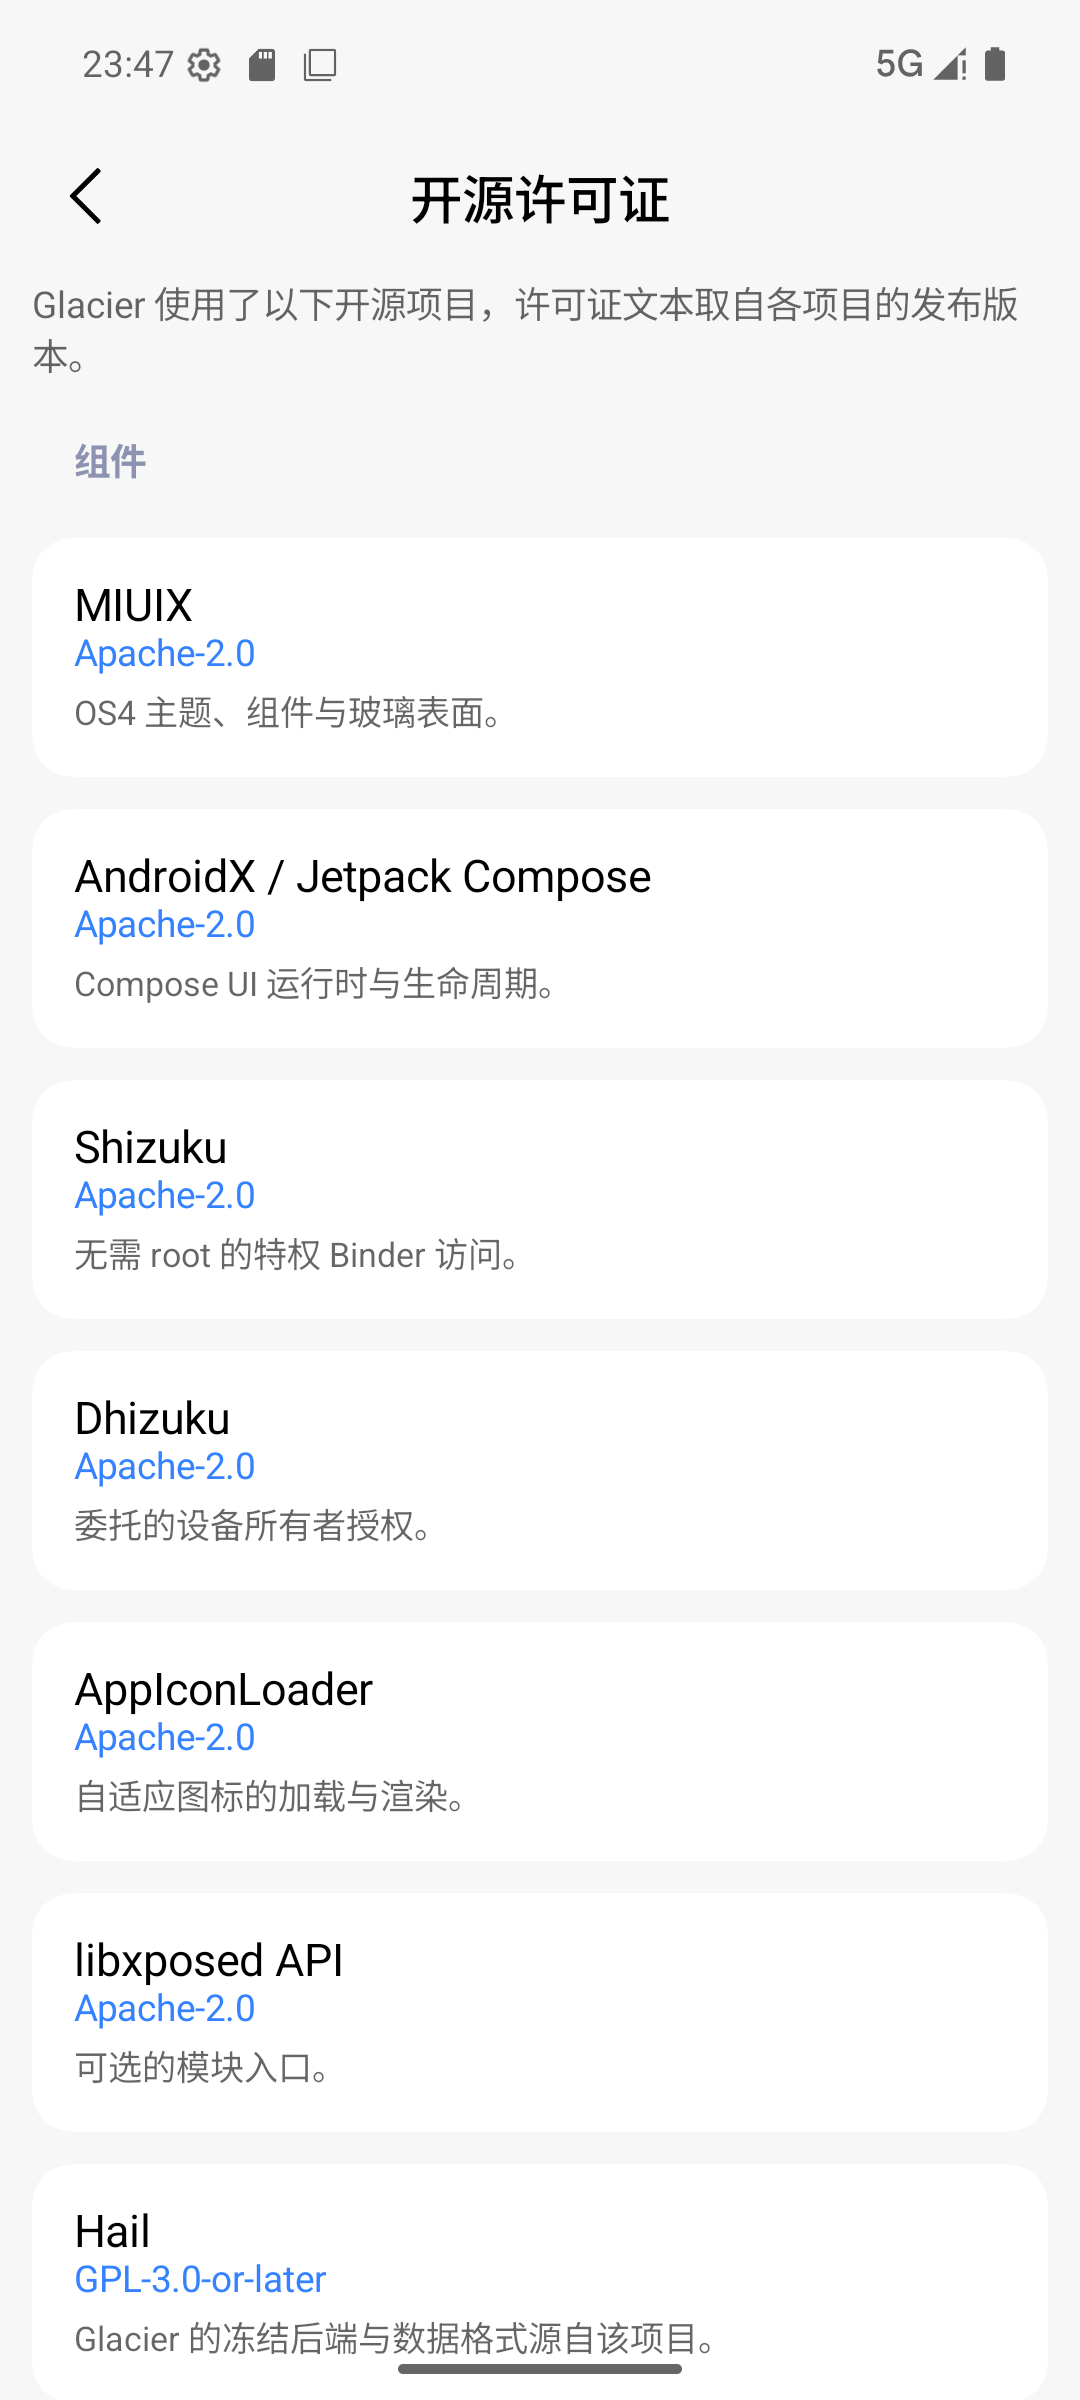 23:47
5G
开源许可证
Glacier 使用了以下开源项目，许可证文本取自各项目的发布版
本。
组件
MIUIX
Apache-2.0
OS4 主题、组件与玻璃表面。
AndroidX / Jetpack Compose
Apache-2.0
Compose UI 运行时与生命周期。
Shizuku
Apache-2.0
无需 root 的特权 Binder 访问。
Dhizuku
Apache-2.0
委托的设备所有者授权。
AppIconLoader
Apache-2.0
自适应图标的加载与渲染。
libxposed API
Apache-2.0
可选的模块入口。
Hail
GPL-3.0-or-later
Glacier 的冻结后端与数据格式源自该项目。